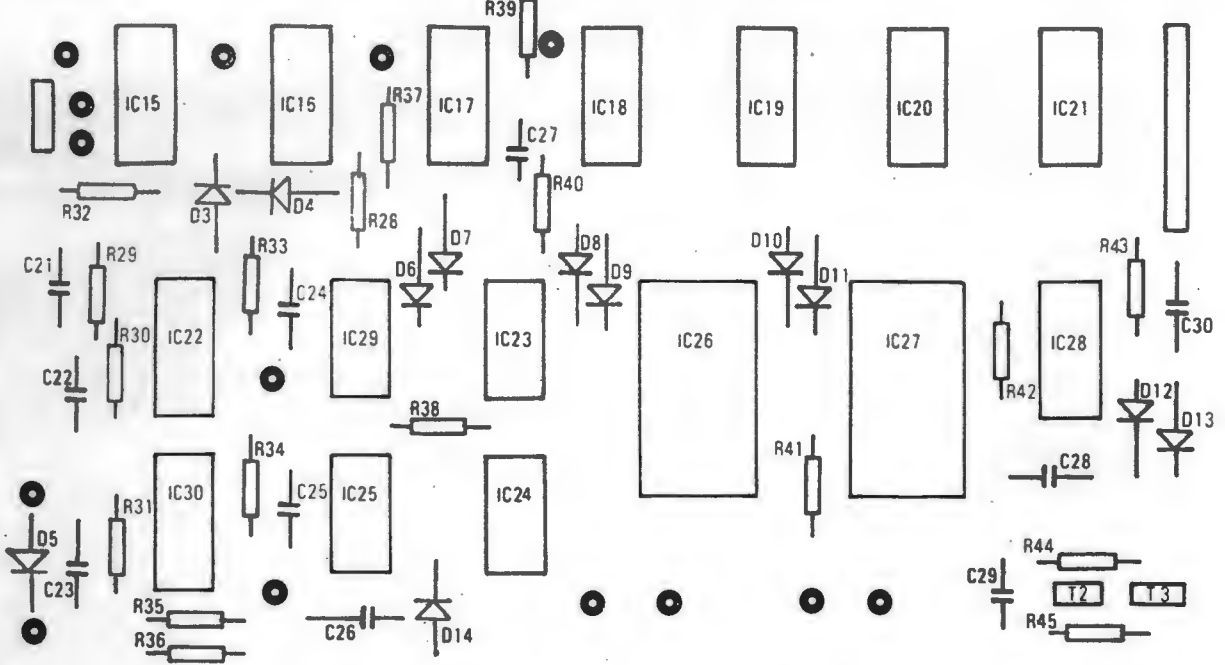 R39
IC15
IC16
R37
IC17
C27
IC18
IC19
IC20
IC21
R32
D3
D4
R28
D7
R40
D8
D10
R43
C21
R29
R33
C24
D6
D9
D11
C30
R30
IC22
IC29
IC23
IC26
IC27
IC28
C22
R42
D12
R38
D13
R34
R41
C28
IC30
C25
IC25
IC24
R31
D5
C23
R44
C29
T2
T3
R35
C26
D14
R45
R36